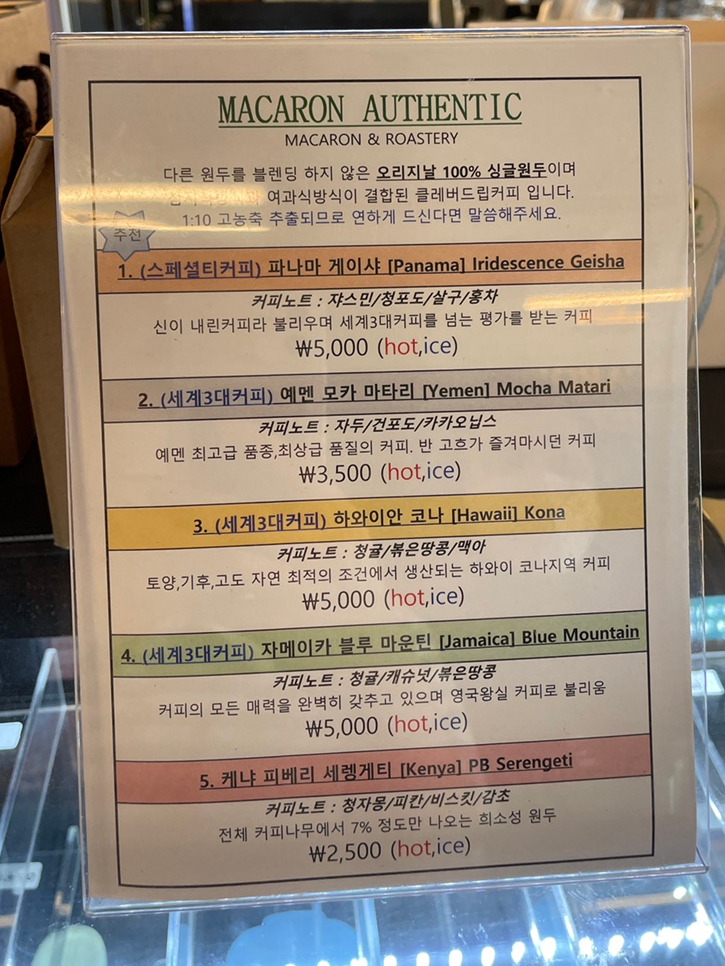 MACARON AUTHENTIC
MACARON & ROASTERY
다른 원두를 블렌딩 하지 않은 오리지날 100% 싱글원두이며
여과식방식이 결합된 클레버드립커피 입니다.
1:10 고농축 추출되므로 연하게 드신다면 말씀해주세요.
추천
1. (스페셜티커피) 파나마 게이샤 [Panama] Iridescence Geisha
커피노트 : 쟈스민/청포도/살구/홍차
신이 내린커피라 불리우며 세계3대커피를 넘는 평가를 받는 커피
₩5,000 (hot,ice)
2. (세계3대커피) 예멘 모카 마타리 [Yemen] Mocha Matari
커피노트 : 자두/건포도/카카오닙스
예멘 최고급 품종,최상급 품질의 커피. 반 고흐가 즐겨마시던 커피
₩3,500 (hot,ice)
3. (세계3대커피) 하와이안 코나 [Hawaii] Kona
커피노트 : 청귤/볶은땅콩/맥아
토양,기후,고도 자연 최적의 조건에서 생산되는 하와이 코나지역 커피
₩5,000 (hot,ice)
4. (세계3대커피) 자메이카 블루 마운틴 [Jamaica] Blue Mountain
커피노트 : 청귤/캐슈넛/볶은땅콩
커피의 모든 매력을 완벽히 갖추고 있으며 영국왕실 커피로 불리움
₩5,000 (hot,ice)
5. 케냐 피베리 세렝게티 [Kenya] PB Serengeti
커피노트 : 청자몽/피칸/비스킷/감초
전체 커피나무에서 7% 정도만 나오는 희소성 원두
₩2,500 (hot,ice)